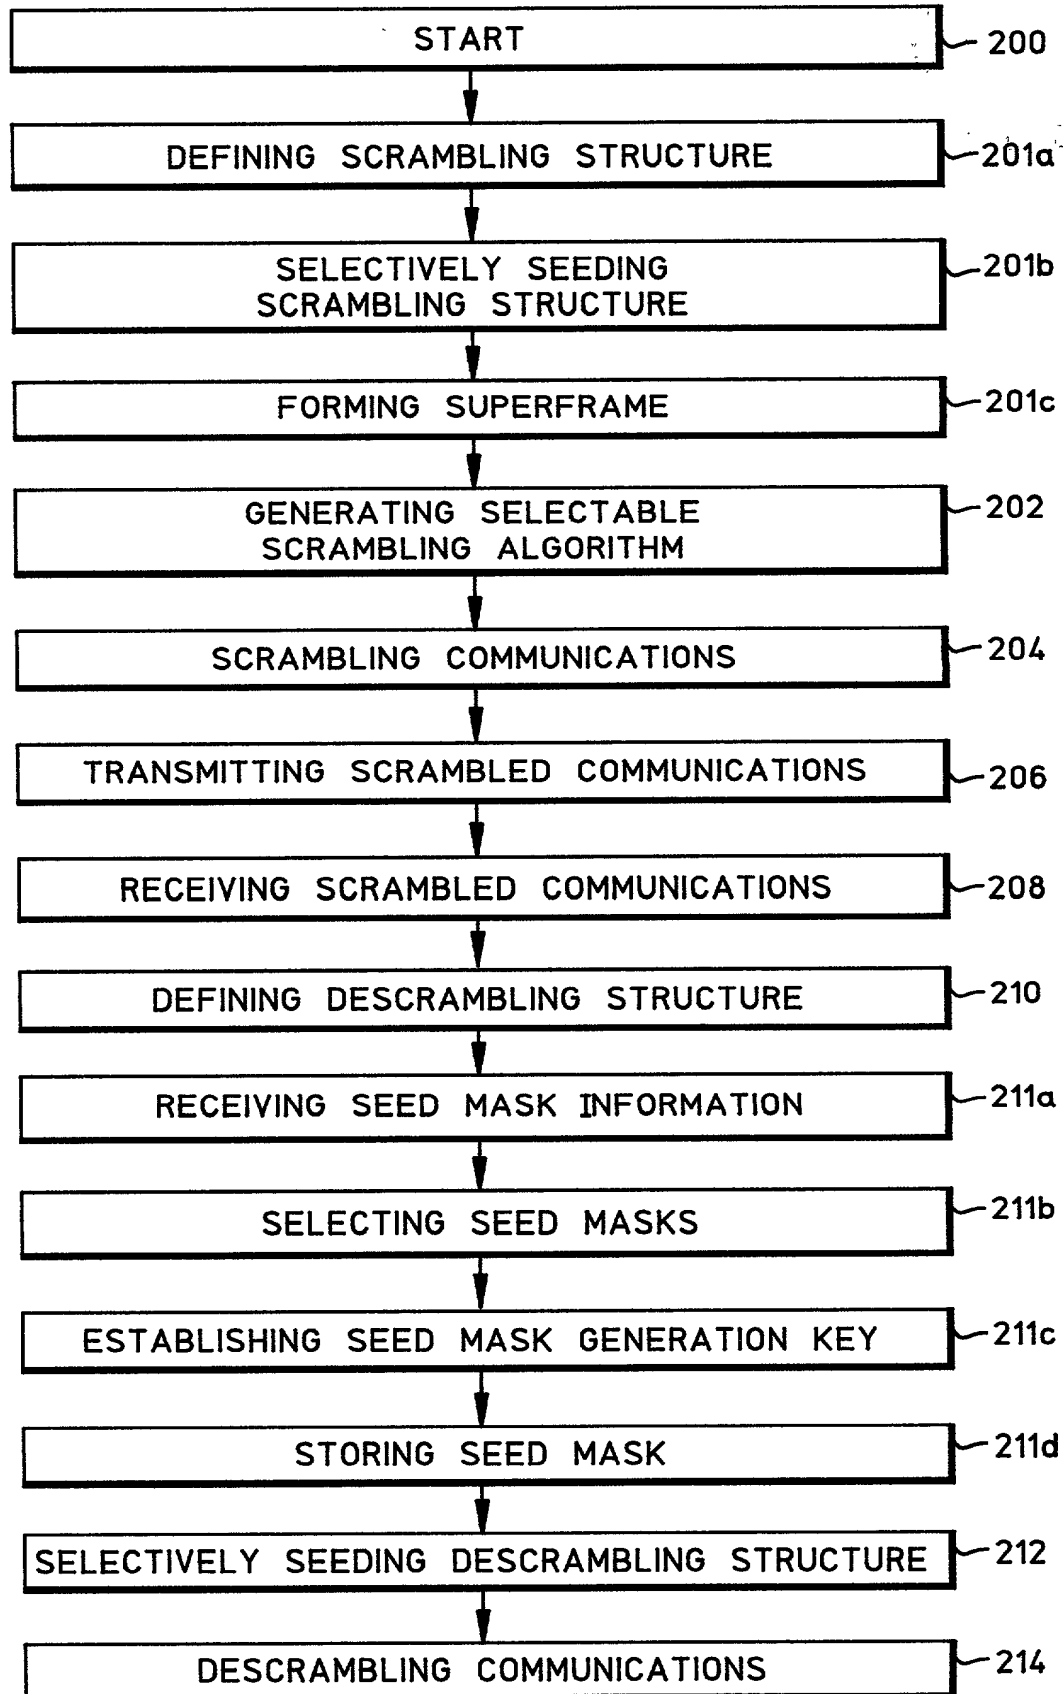 START 200
DEFINING SCRAMBLING STRUCTURE 201a
SELECTIVELY SEEDING 201b
SCRAMBLING STRUCTURE
FORMING SUPERFRAME 201c
GENERATING SELECTABLE 202
SCRAMBLING ALGORITHM
SCRAMBLING COMMUNICATIONS 204
TRANSMITTING SCRAMBLED COMMUNICATIONS 206
RECEIVING SCRAMBLED COMMUNICATIONS 208
DEFINING DESCRAMBLING STRUCTURE 210
RECEIVING SEED MASK INFORMATION 211a
SELECTING SEED MASKS 211b
ESTABLISHING SEED MASK GENERATION KEY 211c
STORING SEED MASK 211d
SELECTIVELY SEEDING DESCRAMBLING STRUCTURE 212
DESCRAMBLING COMMUNICATIONS 214